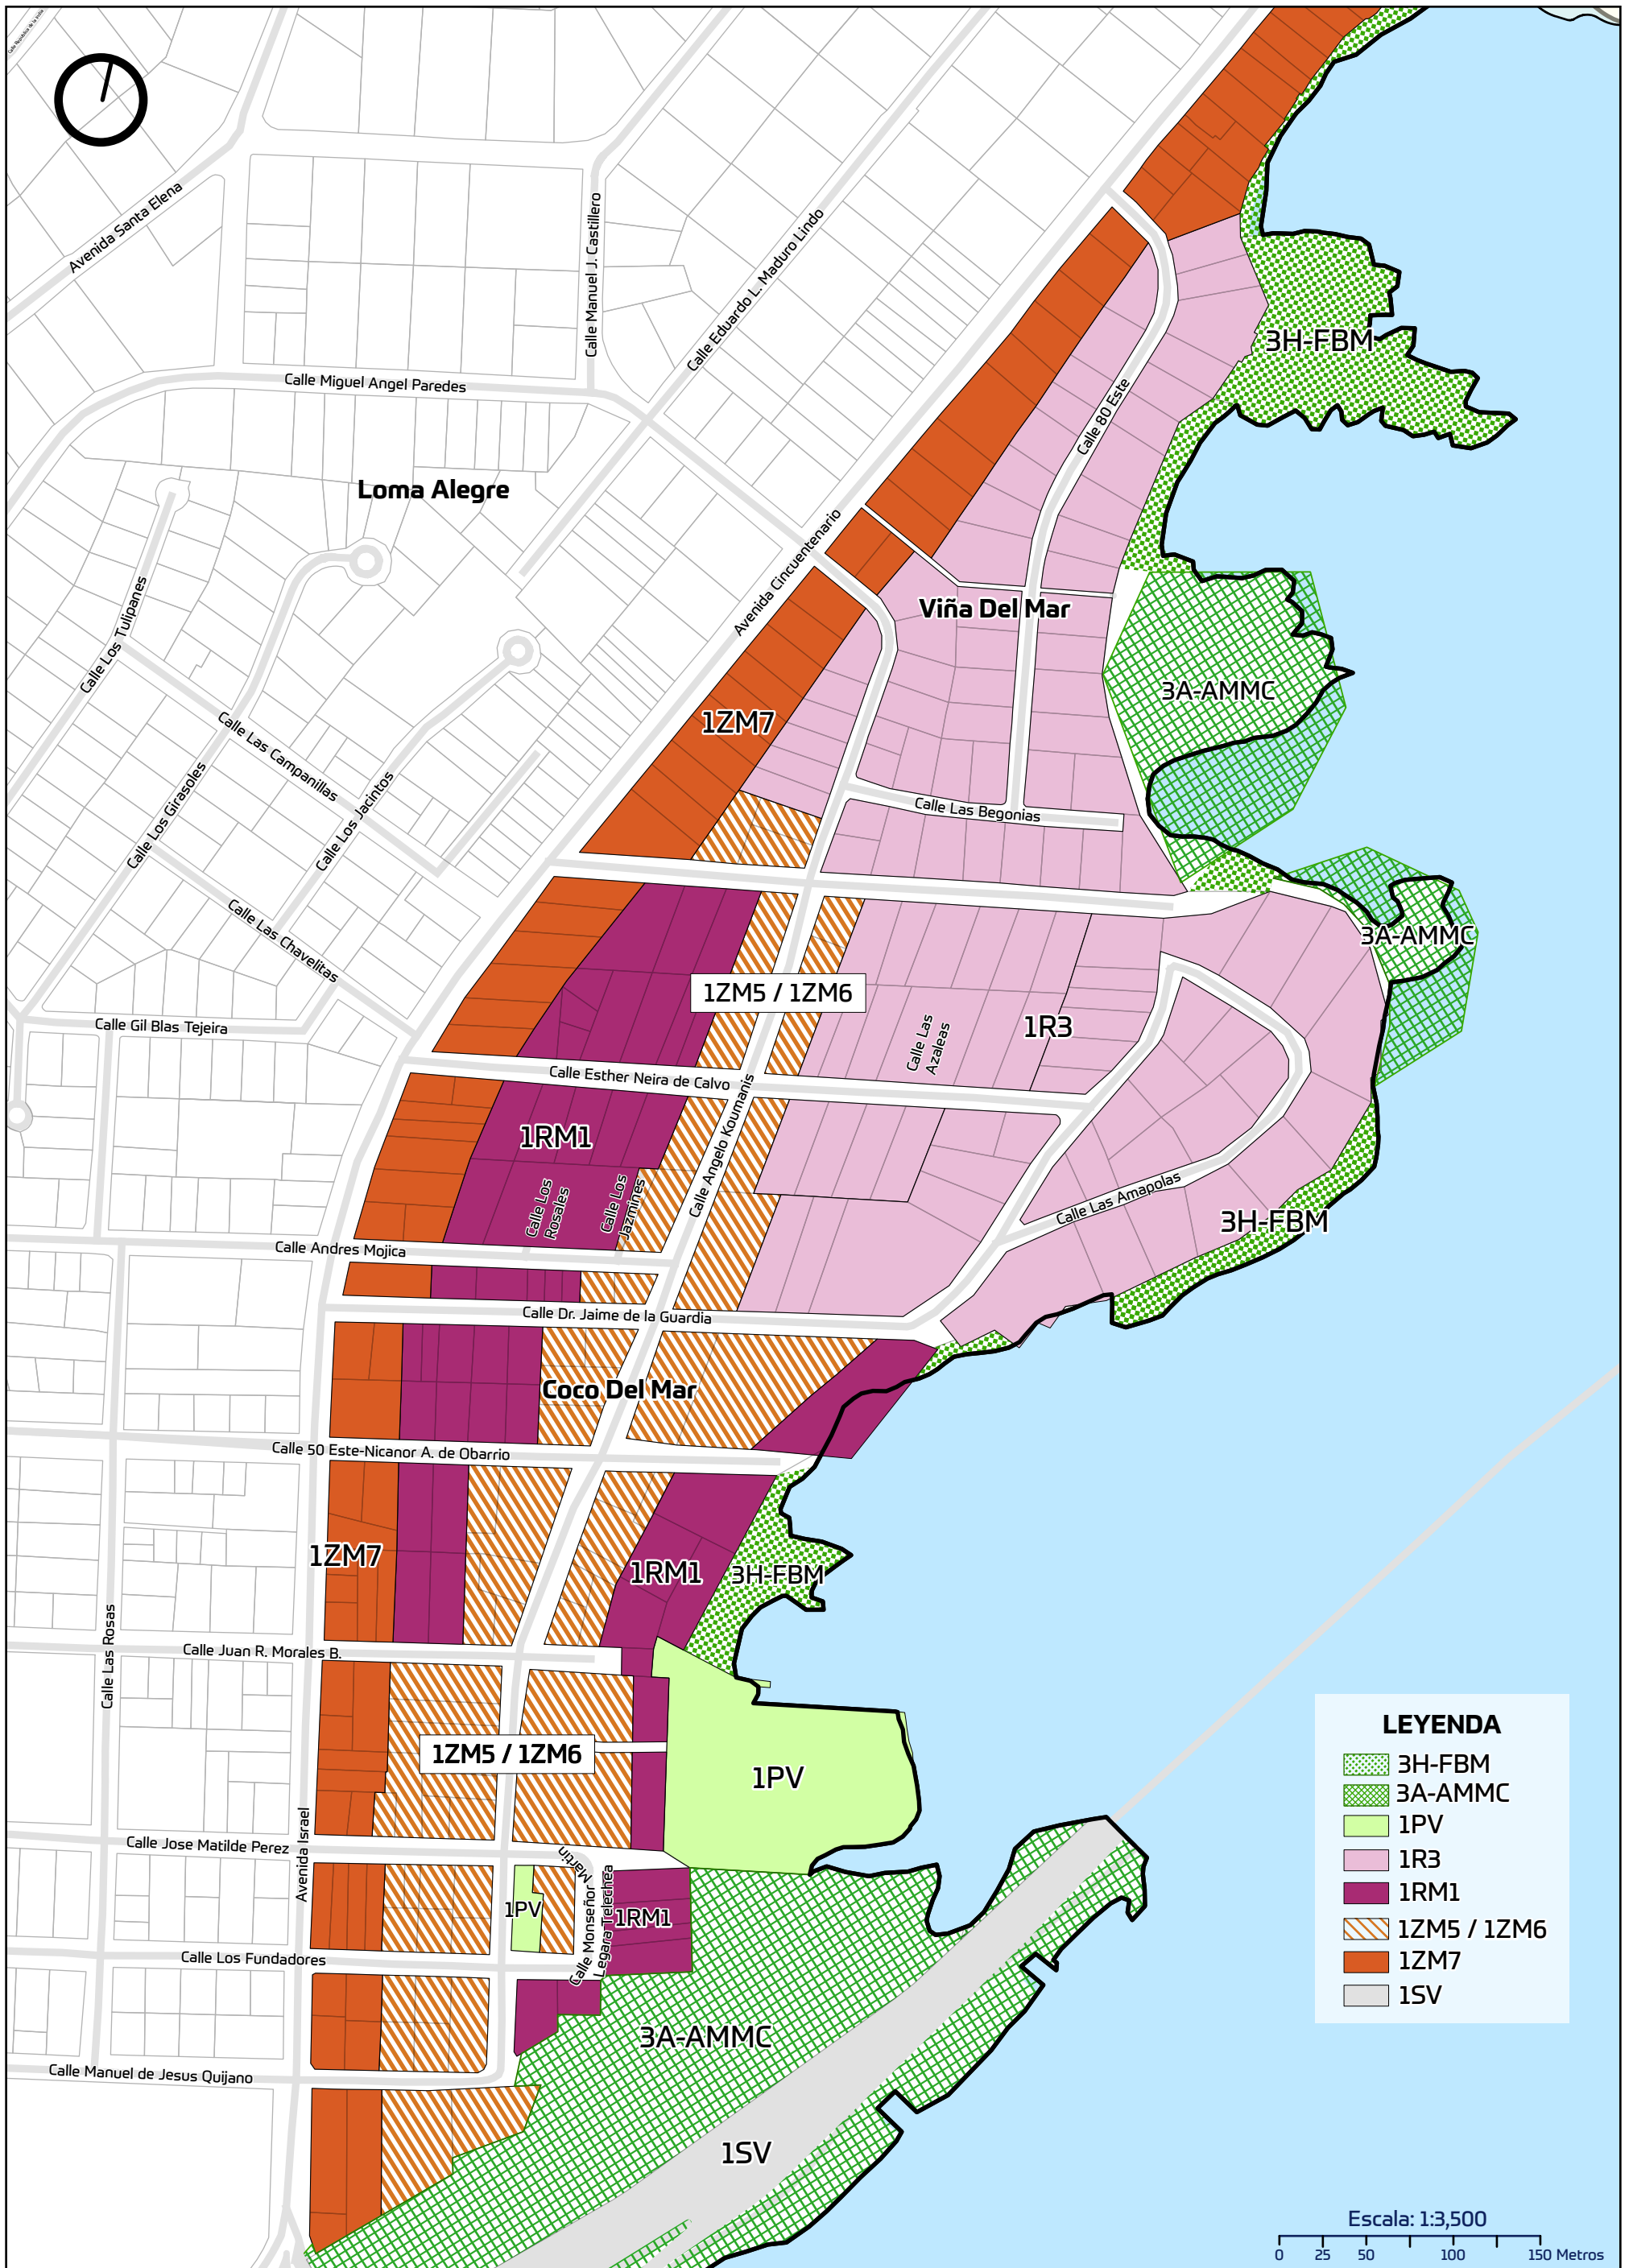 Avenida Santa Elena
Calle Manuel J. Castillero
Calle Eduardo L. Maduro Lindo
Calle Miguel Angel Paredes
3H-FBM
Calle 80 Este
Loma Alegre
Avenida Cincuentenario
Viña Del Mar
Calle Los Tulipanes
3A-AMMC
1ZM7
Calle Las Campanillas
Calle Los Girasoles
Calle Los Jacintos
Calle Las Begonias
Calle Las Chavelitas
3A-AMMC
1ZM5 / 1ZM6
Calle Gil Blas Tejeira
1R3
Calle Las
Azaleas
Calle Esther Neira de Calvo
1RM1
Calle Angelo Koumanis
Calle Los
Rosales
Calle Los
Jazmines
Calle Las Amapolas
3H-FBM
Calle Andres Mojica
Calle Dr. Jaime de la Guardia
Coco Del Mar
Calle 50 Este-Nicanor A. de Obarrio
1ZM7
1RM1
3H-FBM
Calle Las Rosas
Calle Juan R. Morales B.
1ZM5 / 1ZM6
1PV
Calle Jose Matilde Perez
Avenida Israel
1PV
Calle Monseñor
Legarra Telechea
Martin
1RM1
Calle Los Fundadores
3A-AMMC
Calle Manuel de Jesus Quijano
1SV
LEYENDA
3H-FBM
3A-AMMC
1PV
1R3
1RM1
1ZM5 / 1ZM6
1ZM7
1SV
Escala: 1:3,500
0 25 50 100 150 Metros